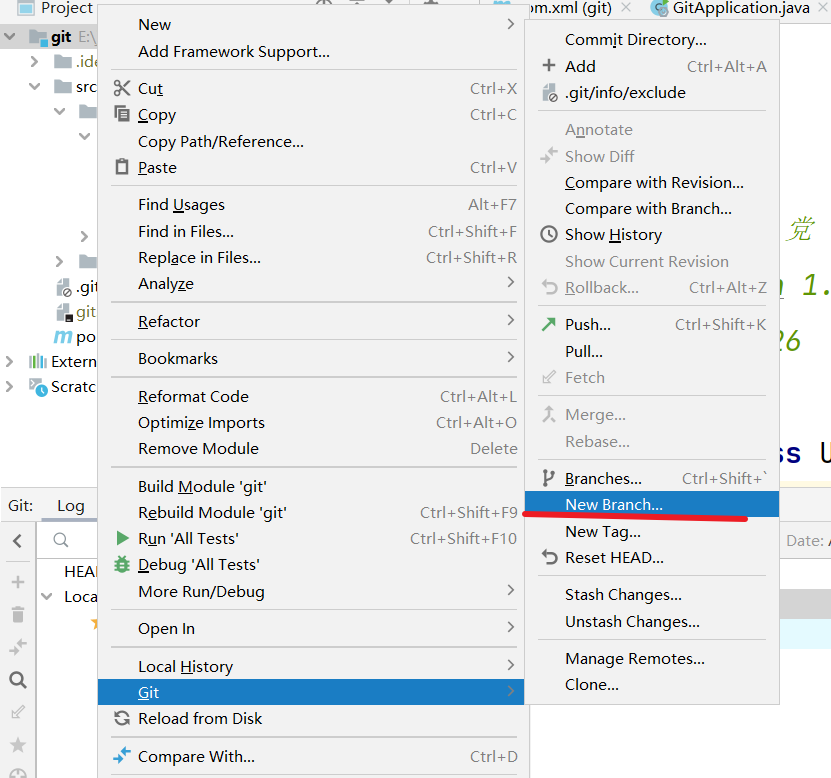 Project
pom.xml (git)
GitApplication.java
git E:\
.ide
src
.git
git
po
Extern
Scratc
New
Add Framework Support...
Cut Ctrl+X
Copy Ctrl+C
Copy Path/Reference...
Paste Ctrl+V
Find Usages Alt+F7
Find in Files... Ctrl+Shift+F
Replace in Files... Ctrl+Shift+R
Analyze
Refactor
Bookmarks
Reformat Code Ctrl+Alt+L
Optimize Imports Ctrl+Alt+O
Remove Module Delete
Build Module 'git'
Rebuild Module 'git' Ctrl+Shift+F9
Run 'All Tests' Ctrl+Shift+F10
Debug 'All Tests'
More Run/Debug
Open In
Local History
Git
Reload from Disk
Compare With... Ctrl+D
Commit Directory...
Add Ctrl+Alt+A
.git/info/exclude
Annotate
Show Diff
Compare with Revision...
Compare with Branch...
Show History
Show Current Revision
Rollback... Ctrl+Alt+Z
Push... Ctrl+Shift+K
Pull...
Fetch
Merge...
Rebase...
Branches... Ctrl+Shift+`
New Branch...
New Tag...
Reset HEAD...
Stash Changes...
Unstash Changes...
Manage Remotes...
Clone...
党
1.
26
ss U
Git: Log
HEA
Loca
Date: A